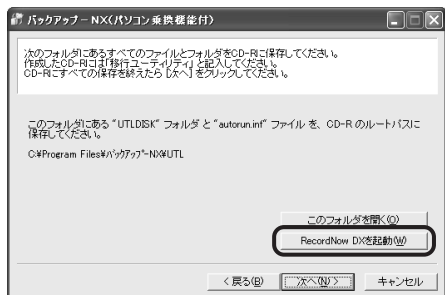 バックアップ-NX(パソコン乗換機能付)
次のフォルダにあるすべてのファイルとフォルダをCD-Rに保存してください。
作成したCD-Rには「移行ユーティリティ」と記入してください。
CD-Rにすべての保存を終えたら [次へ] をクリックしてください。
このフォルダにある "UTLDISK" フォルダ と "autorun.inf" ファイル を、CD-R のルートパスに
保存してください。
C:¥Program Files¥バックアップ-NX¥UTL
このフォルダを開く(O)
RecordNow DXを起動(W)
< 戻る(B)
次へ(N) >
キャンセル